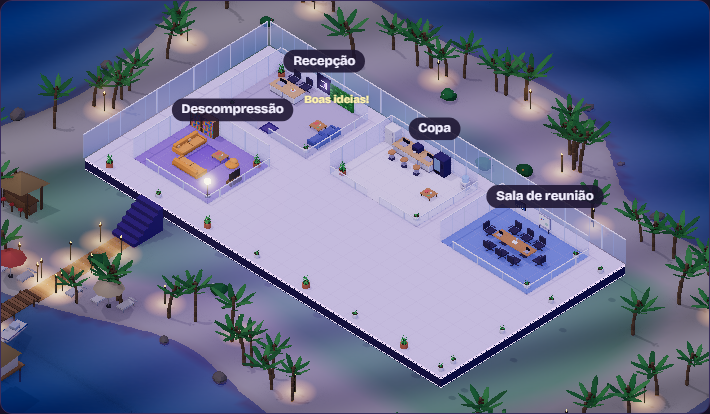 Recepção
Descompressão
Boas ideias!
Copa
Sala de reunião